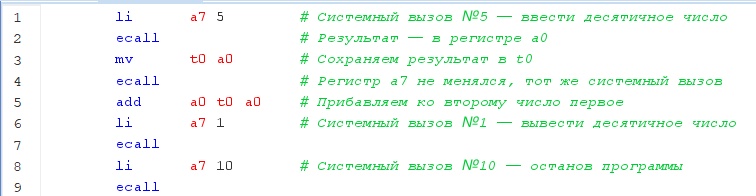 1 li a7 5 # Системный вызов №5 — ввести десятичное число
2 ecall # Результат — в регистре a0
3 mv t0 a0 # Сохраняем результат в t0
4 ecall # Регистр a7 не менялся, тот же системный вызов
5 add a0 t0 a0 # Прибавляем ко второму число первое
6 li a7 1 # Системный вызов №1 — вывести десятичное число
7 ecall
8 li a7 10 # Системный вызов №10 — останов программы
9 ecall